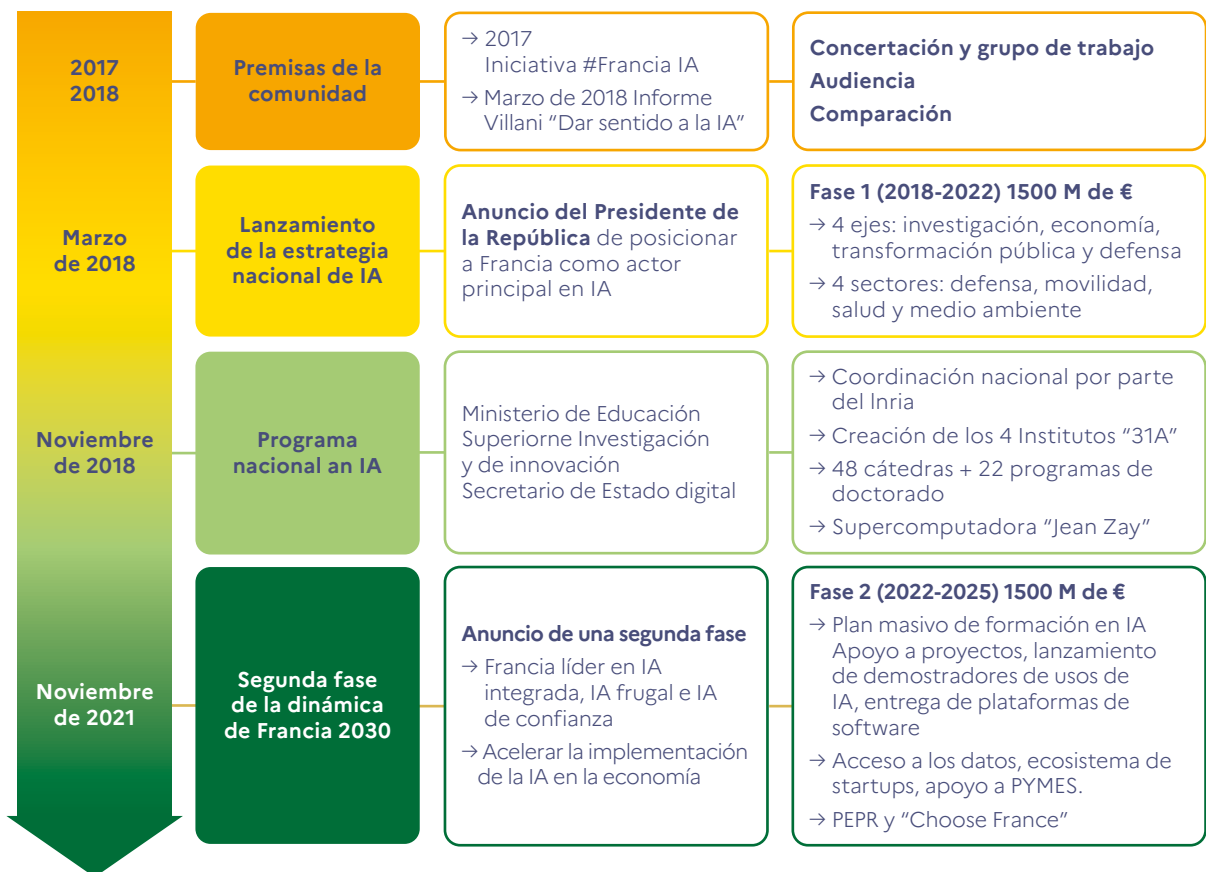 2017
2018
Premisas de la
comunidad
→ 2017
Iniciativa #Francia IA
→ Marzo de 2018 Informe
Villani “Dar sentido a la IA”
Concertación y grupo de trabajo
Audiencia
Comparación
Marzo
de 2018
Lanzamiento
de la estrategia
nacional de IA
Anuncio del Presidente de
la República de posicionar
a Francia como actor
principal en IA
Fase 1 (2018-2022) 1500 M de €
→ 4 ejes: investigación, economía,
transformación pública y defensa
→ 4 sectores: defensa, movilidad,
salud y medio ambiente
Noviembre
de 2018
Programa
nacional an IA
Ministerio de Educación
Superiorne Investigación
y de innovación
Secretario de Estado digital
→ Coordinación nacional por parte
del Inria
→ Creación de los 4 Institutos “31A”
→ 48 cátedras + 22 programas de
doctorado
→ Supercomputadora “Jean Zay”
Noviembre
de 2021
Segunda fase
de la dinámica
de Francia 2030
Anuncio de una segunda fase
→ Francia líder en IA
integrada, IA frugal e IA
de confianza
→ Acelerar la implementación
de la IA en la economía
Fase 2 (2022-2025) 1500 M de €
→ Plan masivo de formación en IA
Apoyo a proyectos, lanzamiento
de demostradores de usos de
IA, entrega de plataformas de
software
→ Acceso a los datos, ecosistema de
startups, apoyo a PYMES.
→ PEPR y “Choose France”